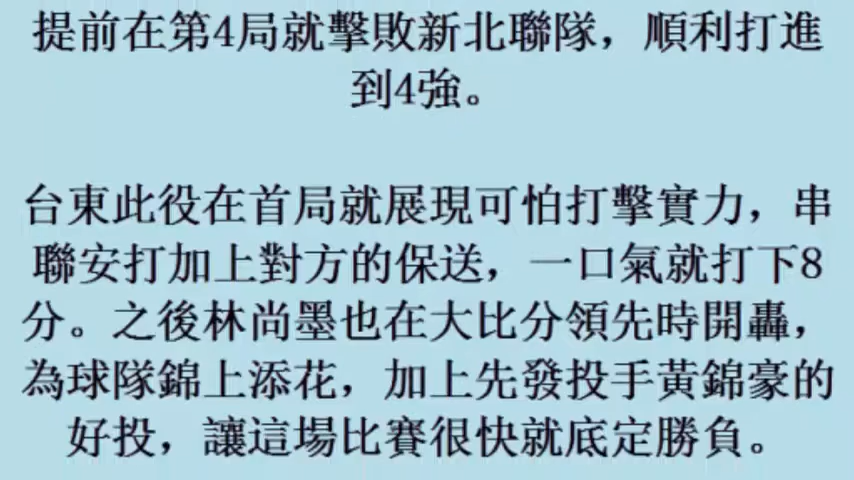 提前在第4局就擊敗新北聯隊，順利打進
到4強。
台東此役在首局就展現可怕打擊實力，串
聯安打加上對方的保送，一口氣就打下8
分。之後林尚墨也在大比分領先時開轟，
為球隊錦上添花，加上先發投手黃錦豪的
好投，讓這場比賽很快就底定勝負。